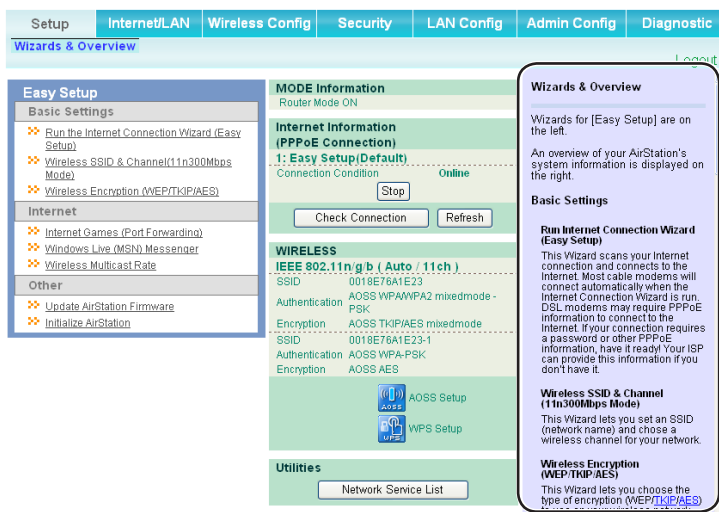 Setup Internet/LAN Wireless Config Security LAN Config Admin Config Diagnostic
Wizards & Overview
Logout
Easy Setup
Basic Settings
Run the Internet Connection Wizard (Easy
Setup)
Wireless SSID & Channel(11n300Mbps
Mode)
Wireless Encryption (WEP/TKIP/AES)
Internet
Internet Games (Port Forwarding)
Windows Live (MSN) Messenger
Wireless Multicast Rate
Other
Update AirStation Firmware
Initialize AirStation
MODE Information
Router Mode ON
Internet Information
(PPPoE Connection)
1: Easy Setup(Default)
Connection Condition Online
Stop
Check Connection Refresh
WIRELESS
IEEE 802.11n/g/b ( Auto / 11ch )
SSID 0018E76A1E23
Authentication AOSS WPA/WPA2 mixedmode -
PSK
Encryption AOSS TKIP/AES mixedmode
SSID 0018E76A1E23-1
Authentication AOSS WPA-PSK
Encryption AOSS AES
AOSS AOSS Setup
WPS WPS Setup
Utilities
Network Service List
Wizards & Overview
Wizards for [Easy Setup] are on
the left.
An overview of your AirStation's
system information is displayed on
the right.
Basic Settings
Run Internet Connection Wizard
(Easy Setup)
This Wizard scans your Internet
connection and connects to the
Internet. Most cable modems will
connect automatically when the
Internet Connection Wizard is run.
DSL modems may require PPPoE
information to connect to the
Internet. If your connection requires
a password or other PPPoE
information, have it ready! Your ISP
can provide this information if you
don't have it.
Wireless SSID & Channel
(11n300Mbps Mode)
This Wizard lets you set an SSID
(network name) and chose a
wireless channel for your network.
Wireless Encryption
(WEP/TKIP/AES)
This Wizard lets you choose the
type of encryption (WEP/TKIP/AES)
to use on your wireless network